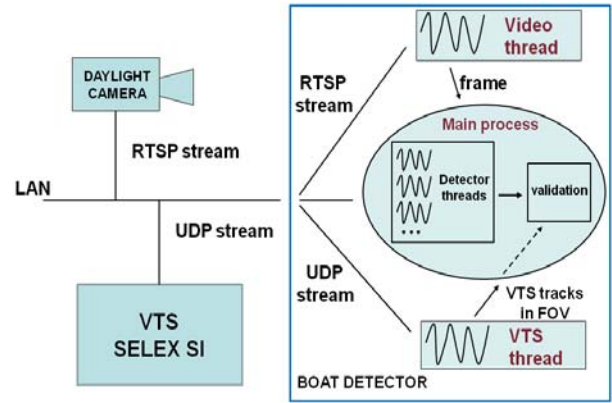 DAYLIGHT
CAMERA
RTSP stream
LAN
UDP stream
VTS
SELEX SI
RTSP
stream
UDP
stream
Video
thread
frame
Main process
Detector
threads
validation
VTS tracks
in FOV
VTS
thread
BOAT DETECTOR